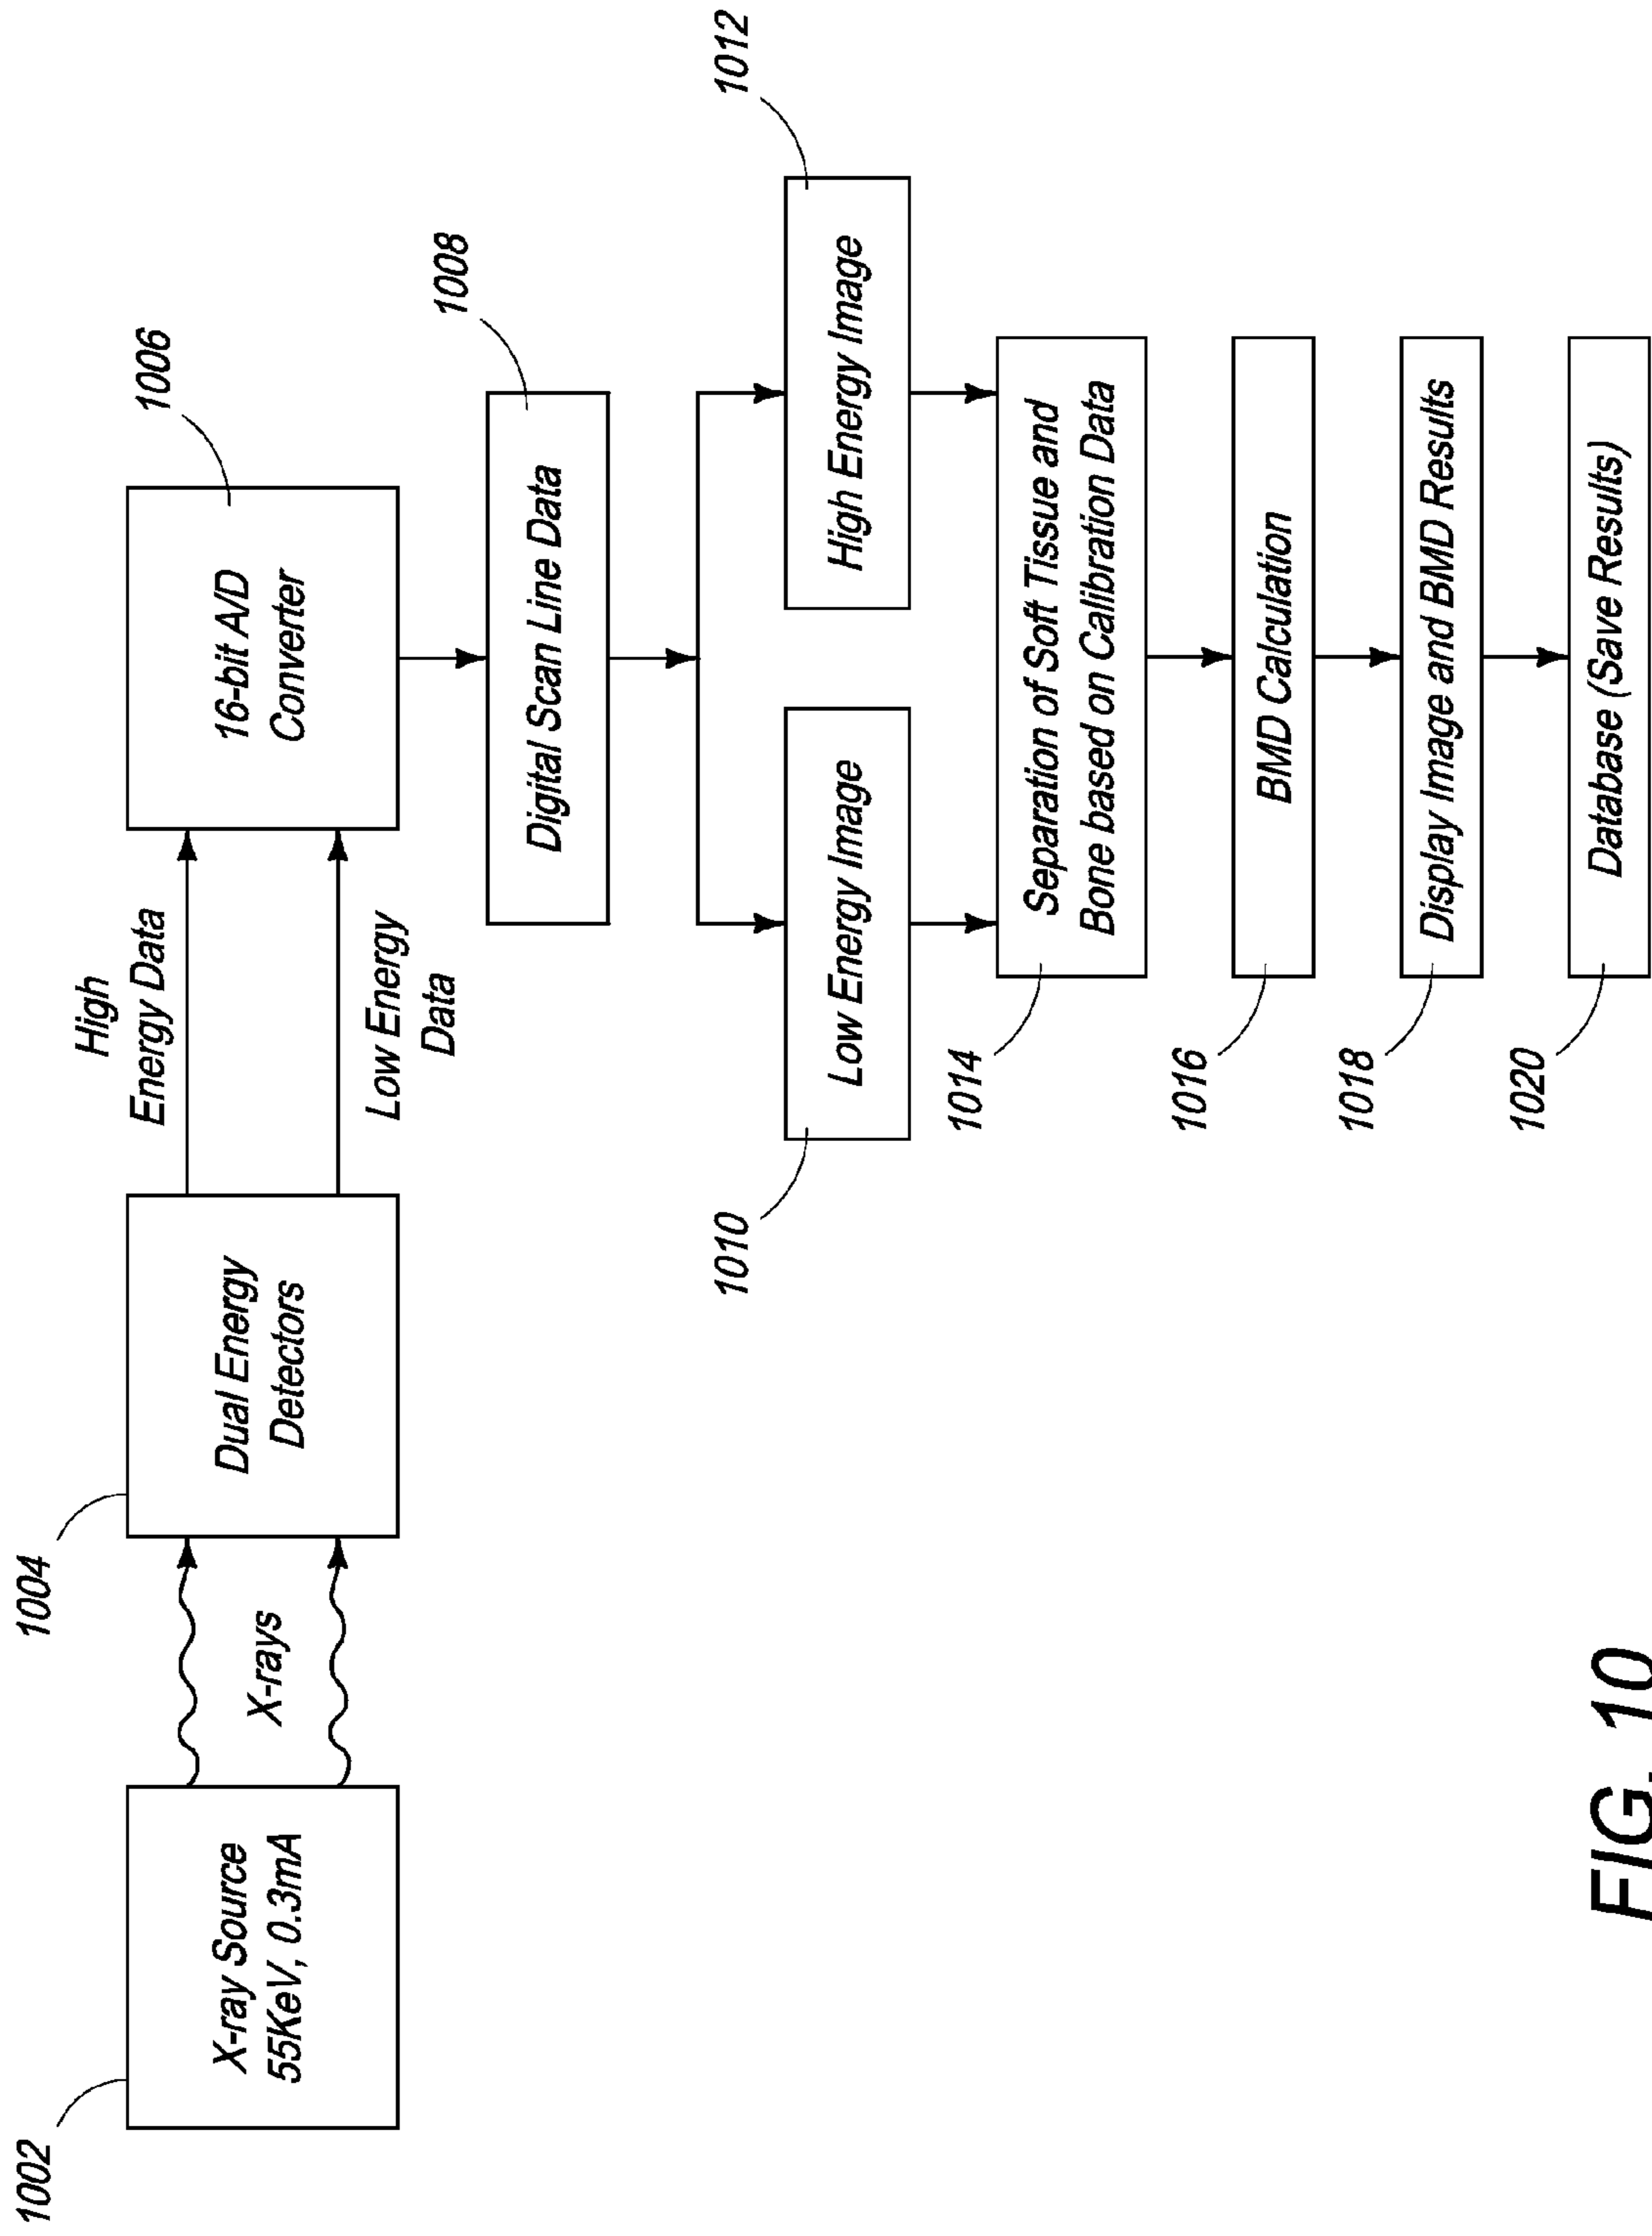 1002
X-ray Source
55KeV, 0.3mA
X-rays
1004
Dual Energy
Detectors
High
Energy Data
Low Energy
Data
1006
16-bit A/D
Converter
1008
Digital Scan Line Data
1010
Low Energy Image
1012
High Energy Image
1014
Separation of Soft Tissue and
Bone based on Calibration Data
1016
BMD Calculation
1018
Display Image and BMD Results
1020
Database (Save Results)
FIG. 10